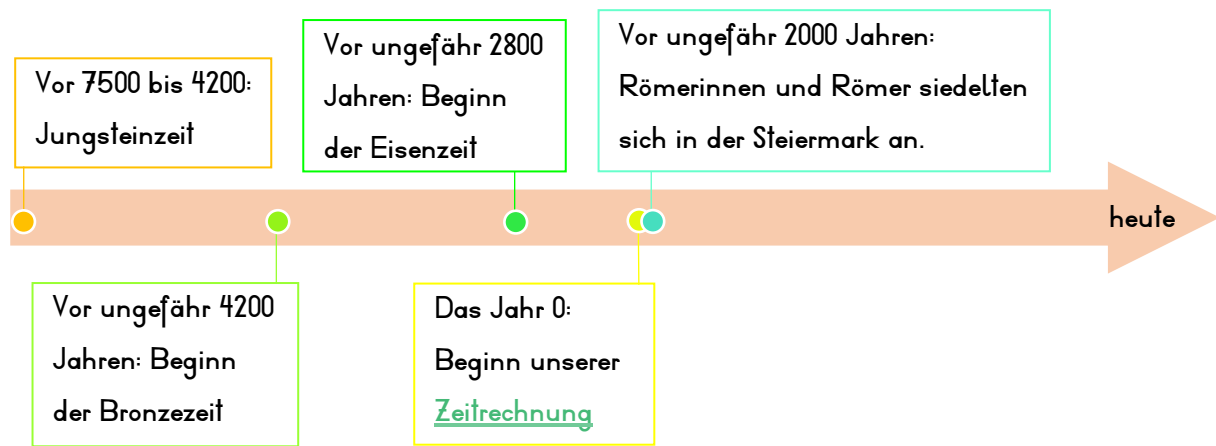 Vor 7500 bis 4200:
Jungsteinzeit
Vor ungefähr 2800
Jahren: Beginn
der Eisenzeit
Vor ungefähr 2000 Jahren:
Römerinnen und Römer siedelten
sich in der Steiermark an.
heute
Vor ungefähr 4200
Jahren: Beginn
der Bronzezeit
Das Jahr 0:
Beginn unserer
Zeitrechnung